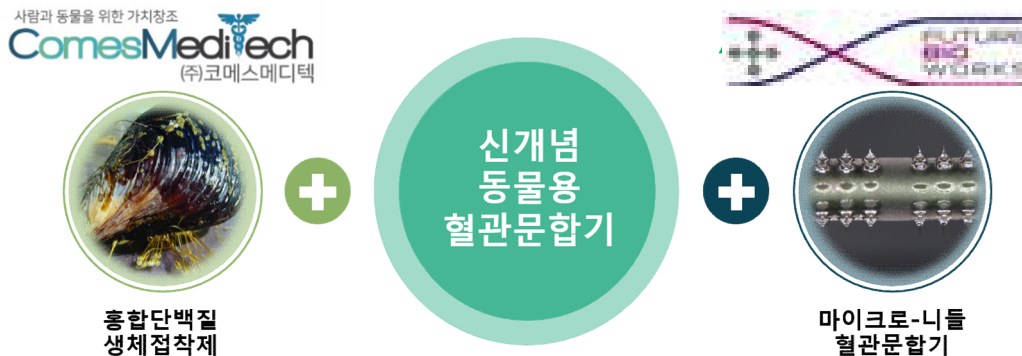 사람과 동물을 위한 가치창조
ComesMediTech
(주)코메스메디텍
FUTURE
BIO
WORKS
신개념
동물용
혈관문합기
홍합단백질
생체접착제
마이크로-니들
혈관문합기